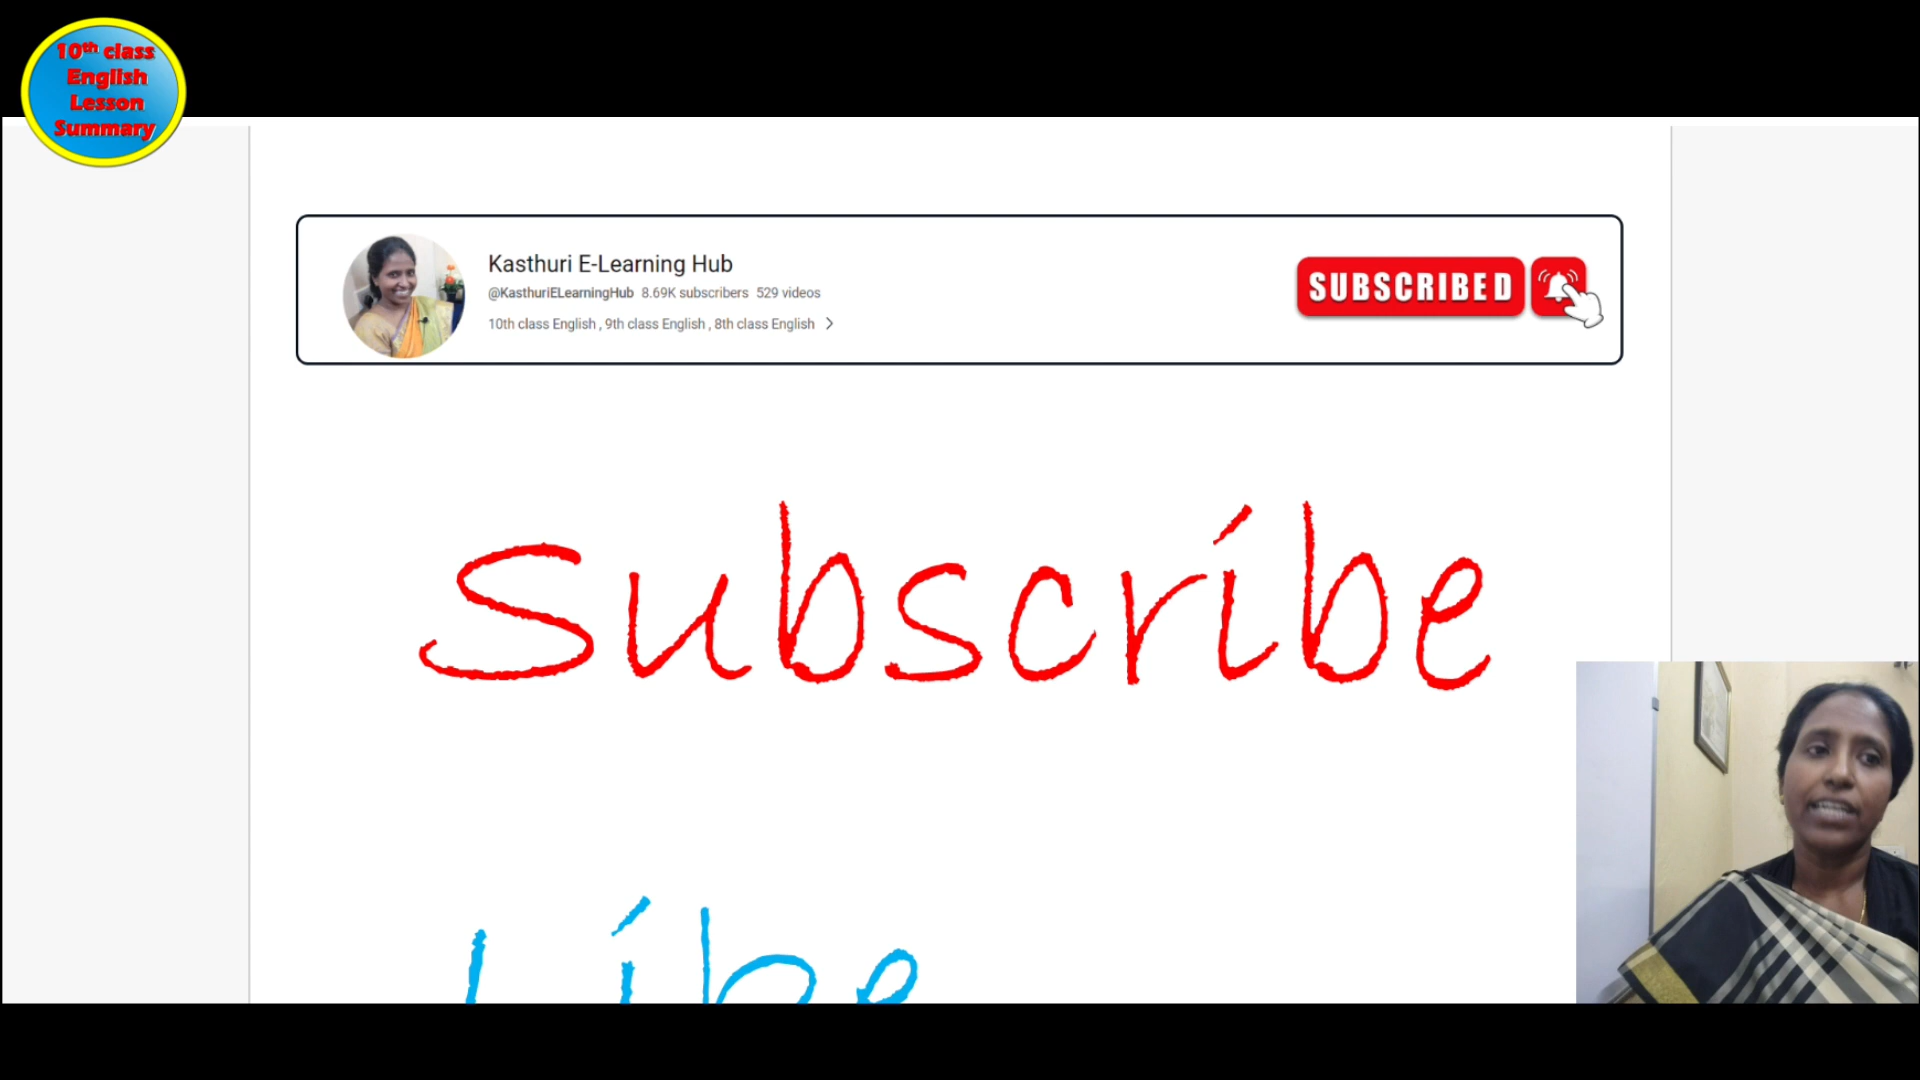 10th class
English
Lesson
Summary
Kasthuri E-Learning Hub
@KasthuriELearningHub 8.69K subscribers 529 videos
10th class English , 9th class English , 8th class English >
SUBSCRIBED
Subscribe